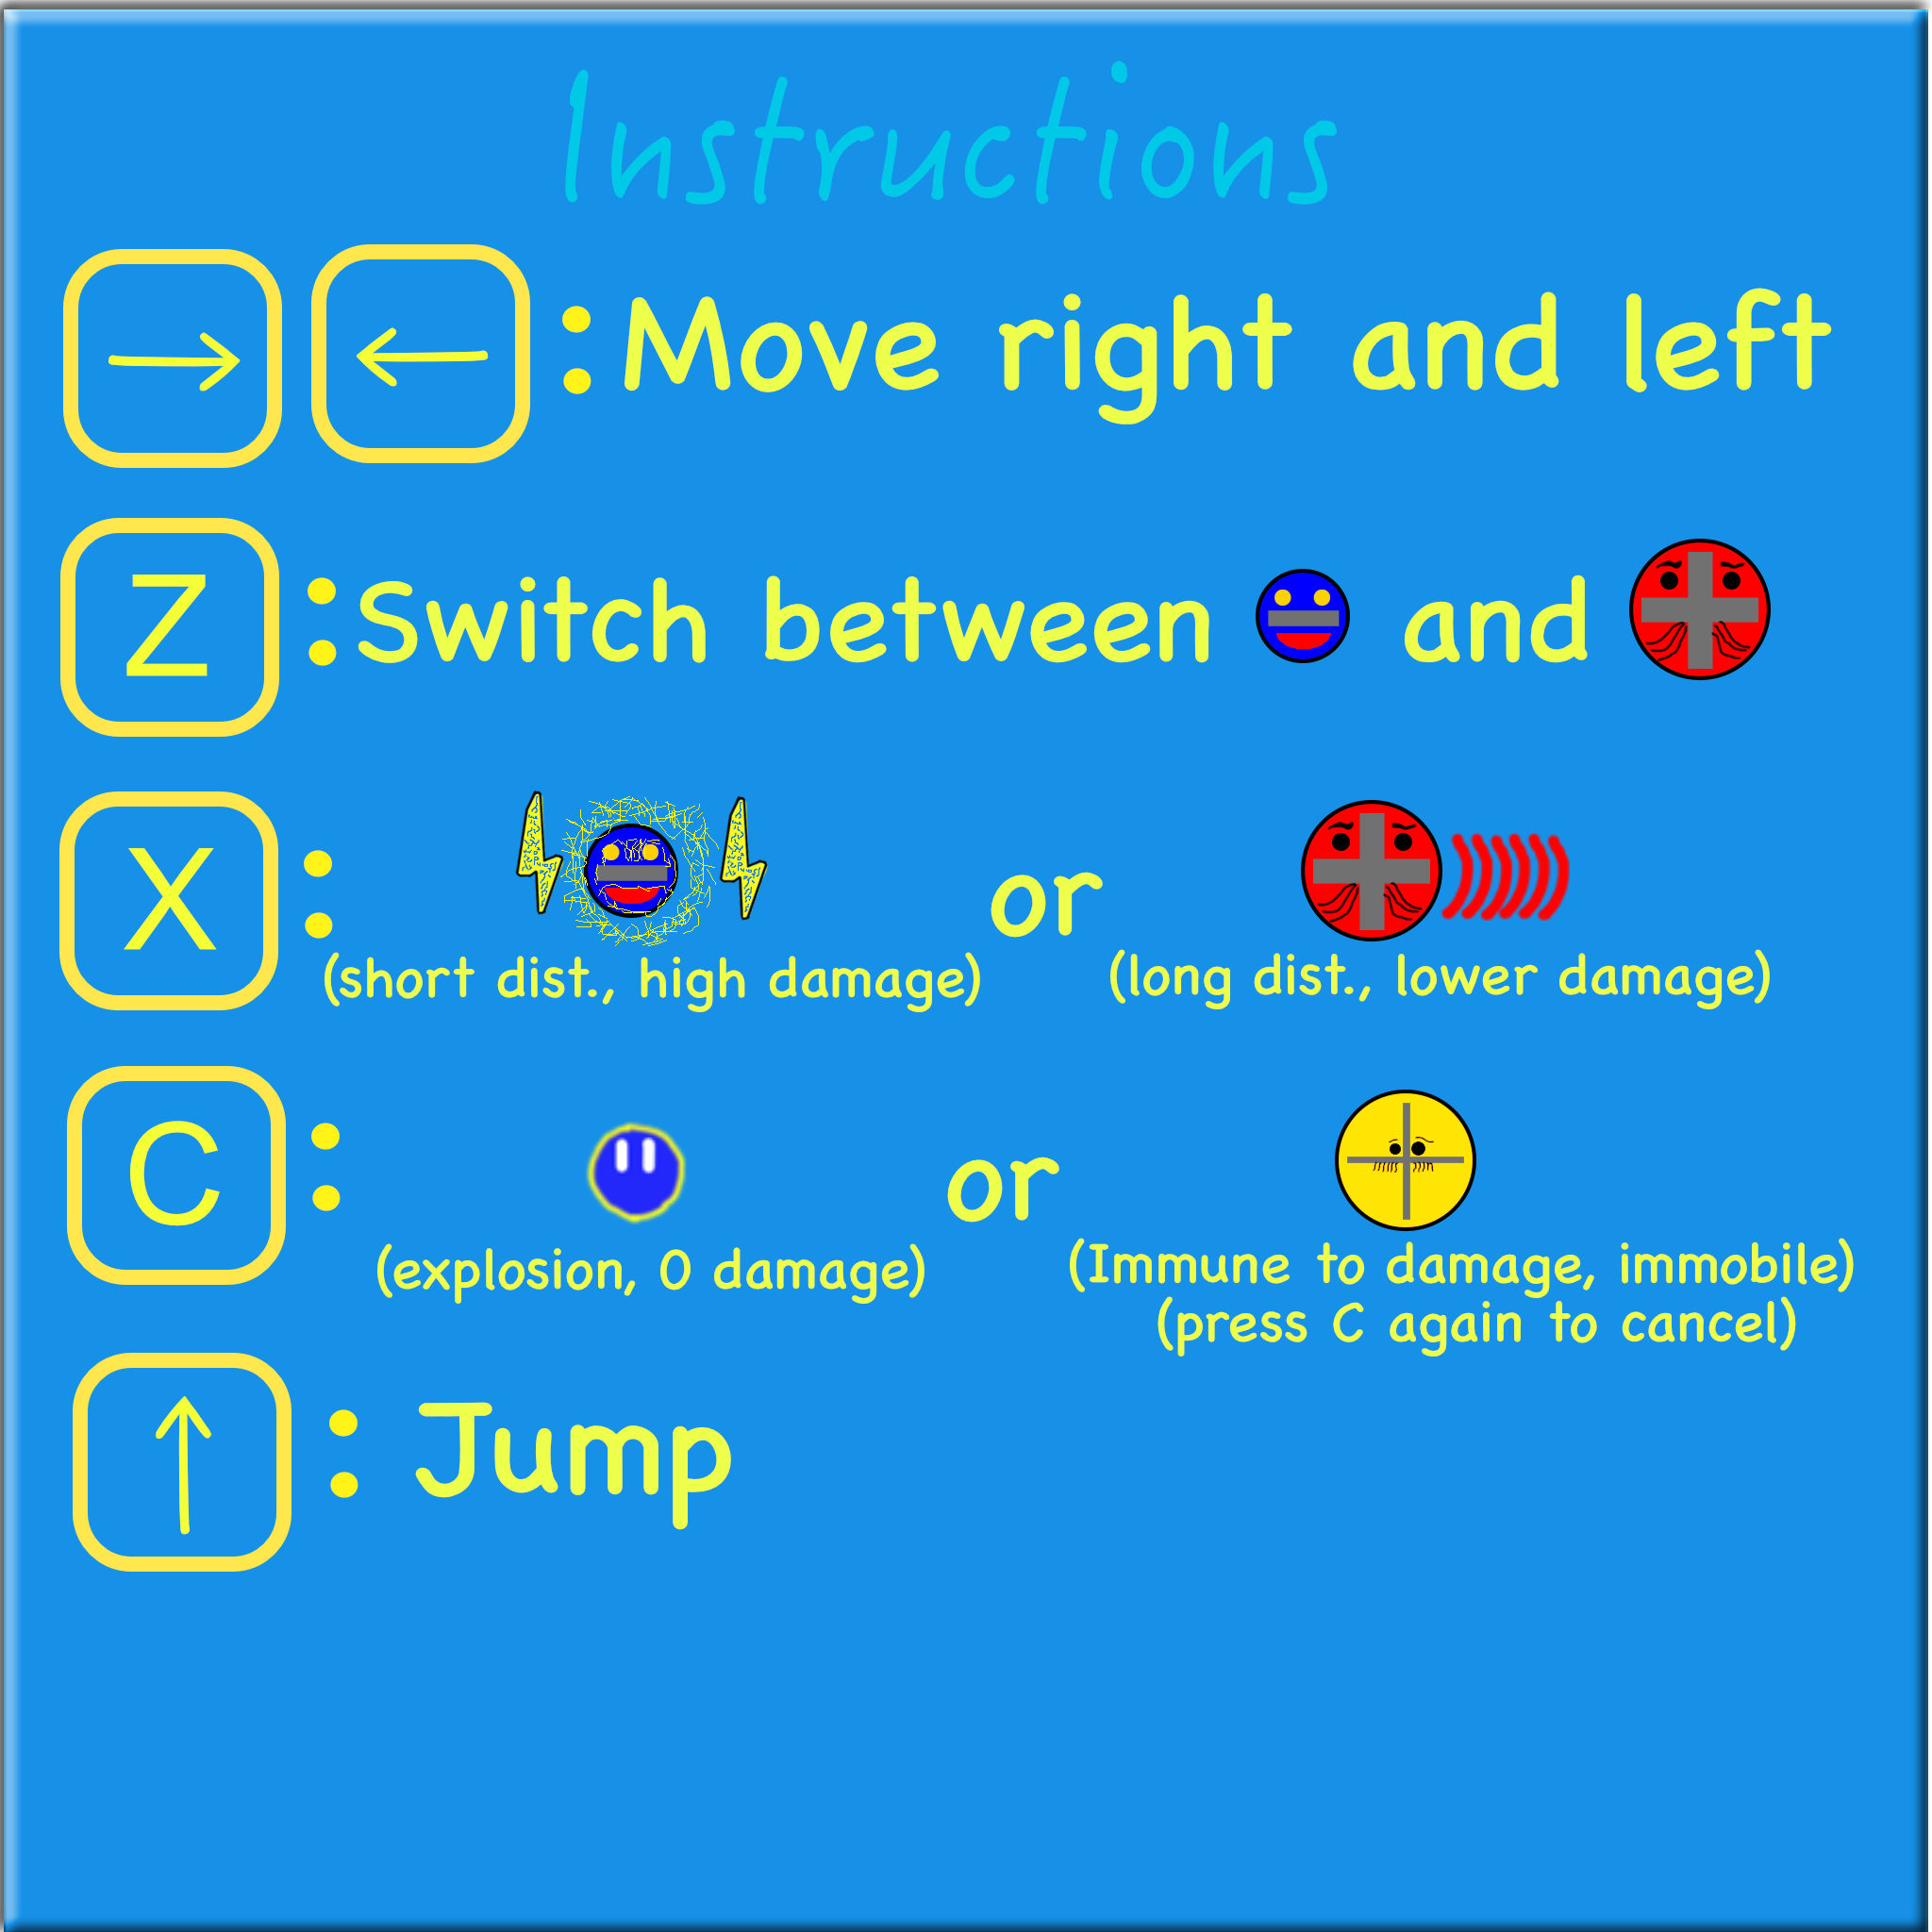 Instructions
→ ← : Move right and left
Z : Switch between and
X : or
(short dist., high damage) (long dist., lower damage)
C : or
(explosion, 0 damage) (Immune to damage, immobile)
(press C again to cancel)
↑ : Jump